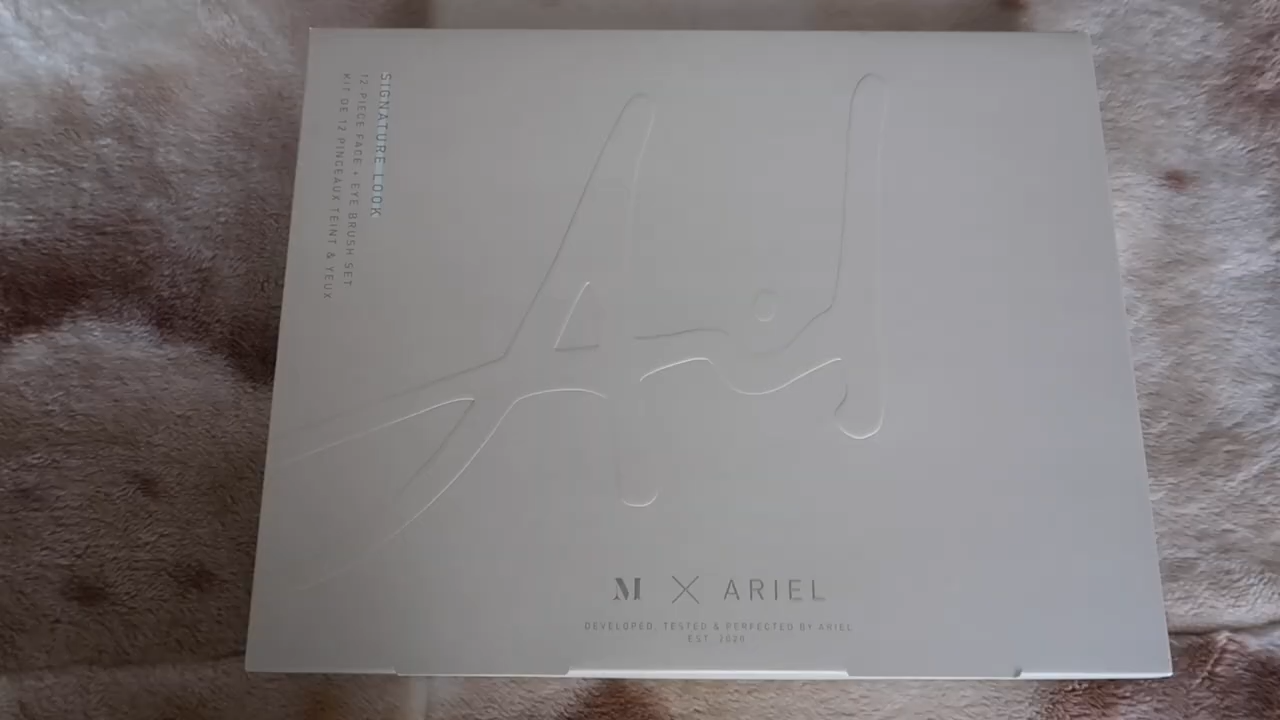 SIGNATURE LOOK
12 PIECE FACE + EYE BRUSH SET
KIT DE 12 PINCEAUX TEINT & YEUX
Ariel
M X ARIEL
DEVELOPED, TESTED & PERFECTED BY ARIEL
EST. 2020